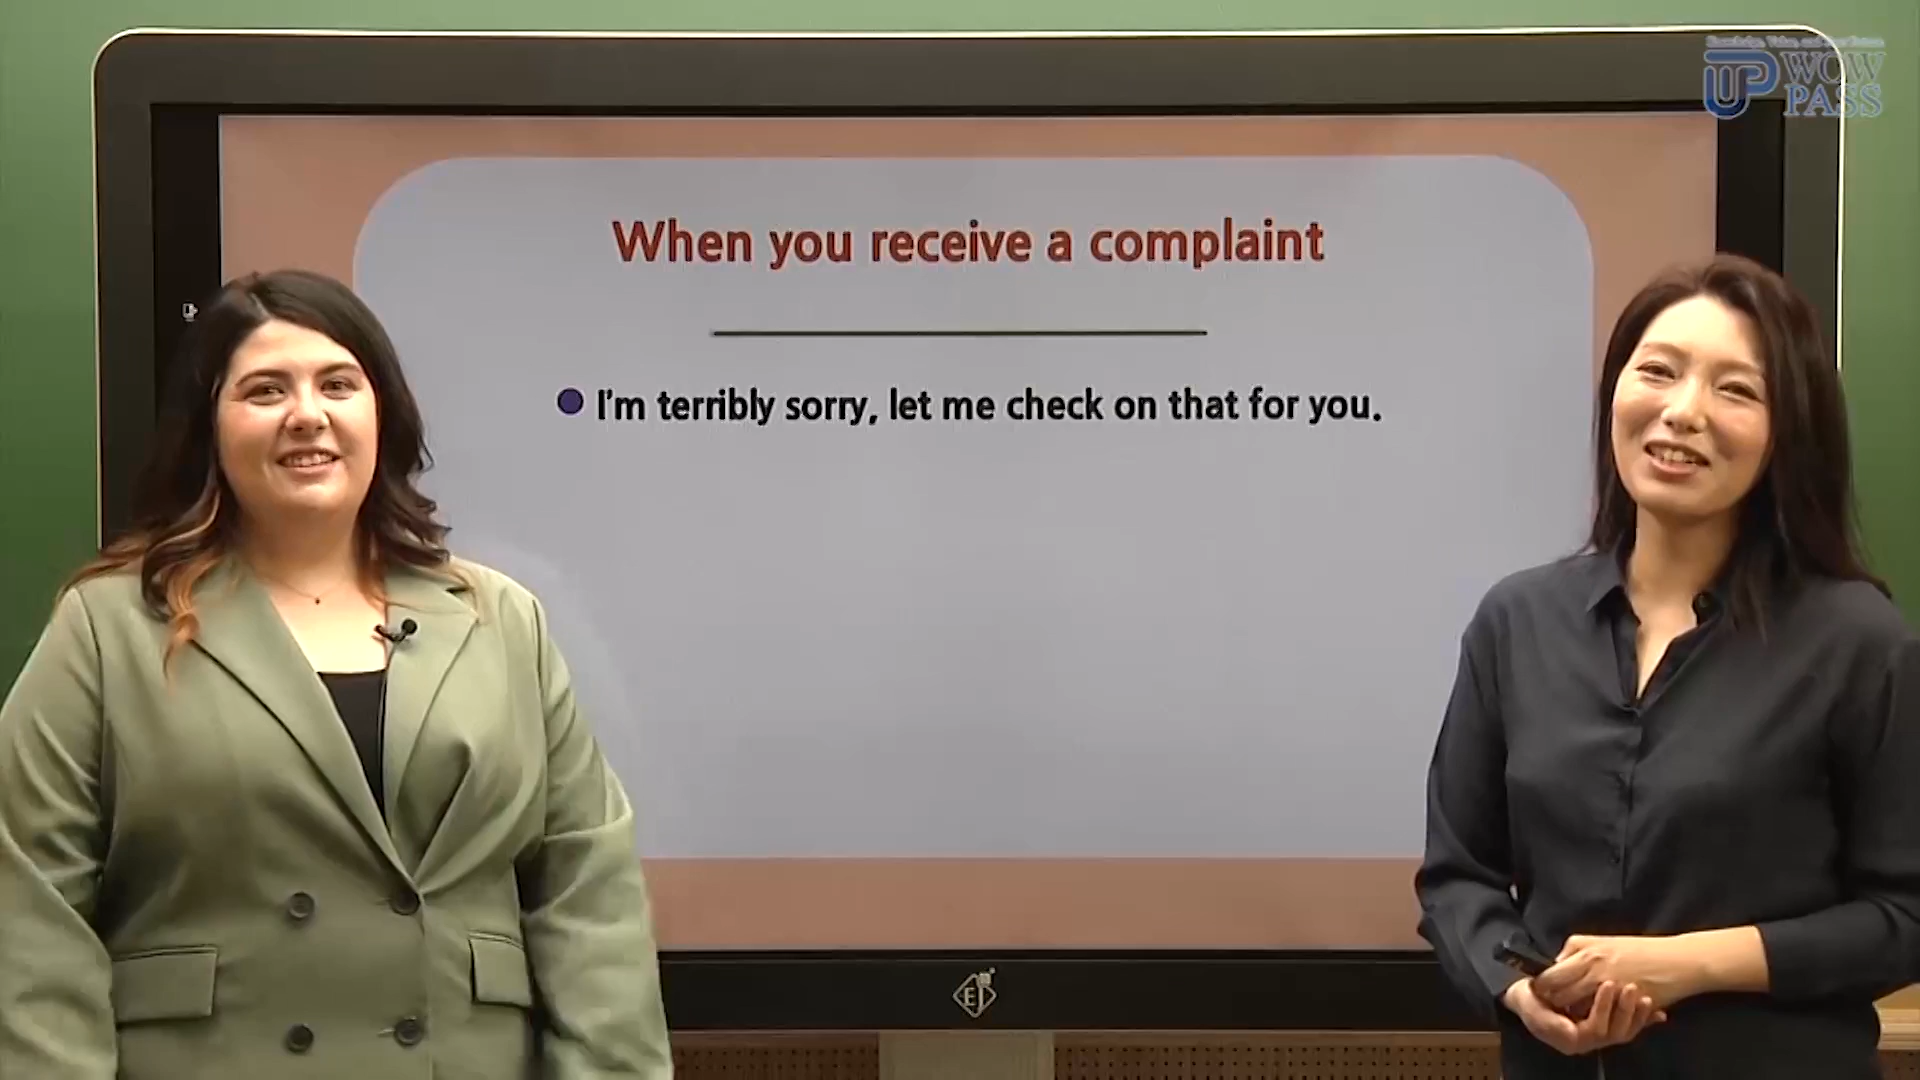 WOW
PASS
When you receive a complaint
I'm terribly sorry, let me check on that for you.